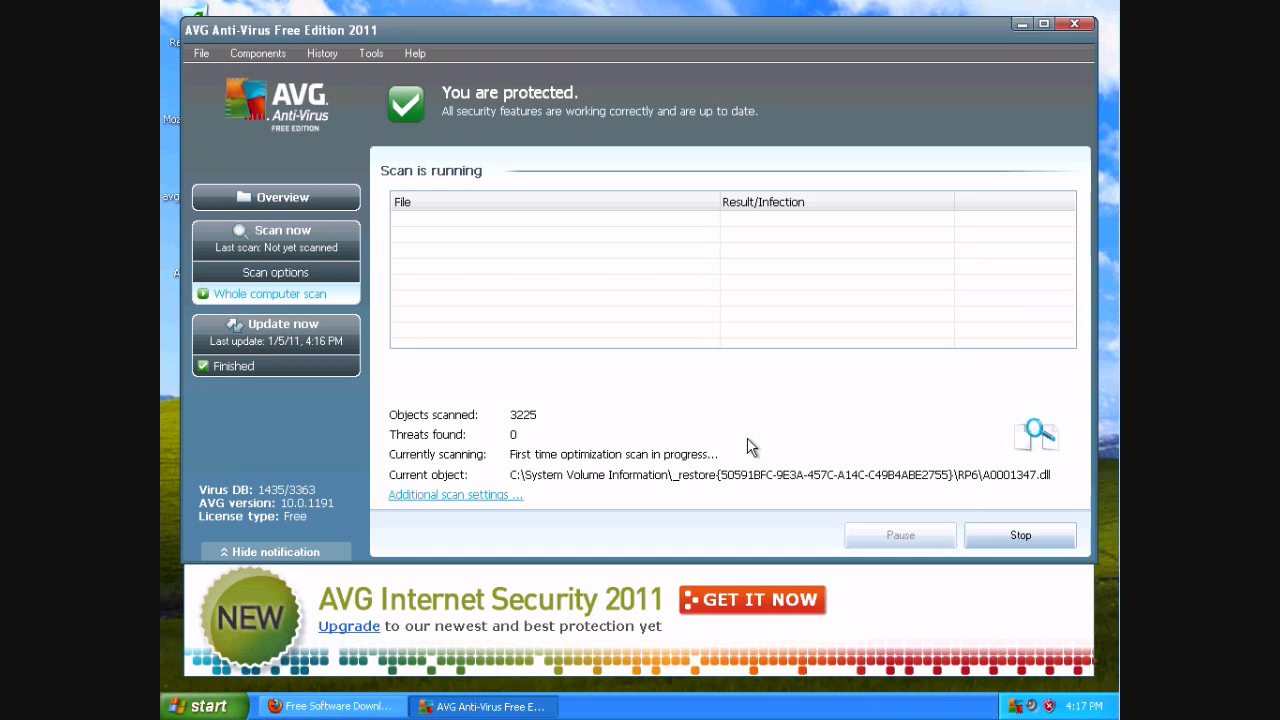 AVG Anti-Virus Free Edition 2011
File Components History Tools Help
AVG.
Anti-Virus
FREE EDITION
You are protected.
All security features are working correctly and are up to date.
Scan is running
File Result/Infection
Overview
Scan now
Last scan: Not yet scanned
Scan options
Whole computer scan
Update now
Last update: 1/5/11, 4:16 PM
Finished
Objects scanned: 3225
Threats found: 0
Currently scanning: First time optimization scan in progress...
Current object: C:\System Volume Information\_restore{50591BFC-9E3A-457C-A14C-C49B4ABE2755}\RP6\A0001347.dll
Additional scan settings ...
Virus DB: 1435/3363
AVG version: 10.0.1191
License type: Free
Hide notification
Pause Stop
NEW
AVG Internet Security 2011
GET IT NOW
Upgrade to our newest and best protection yet
start
Free Software Downl...
AVG Anti-Virus Free E...
4:17 PM